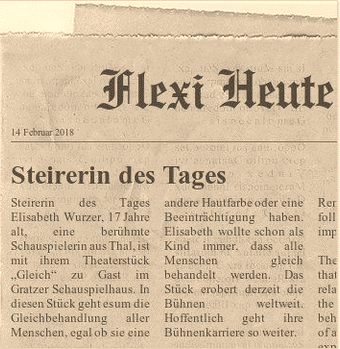 Flexi Heute
14 Februar 2018
Steirerin des Tages
Steirerin des Tages
Elisabeth Wurzer, 17 Jahre
alt, eine berühmte
Schauspielerin aus Thal, ist
mit ihrem Theaterstück
„Gleich“ zu Gast im
Gratzer Schauspielhaus. In
diesen Stück geht es um die
Gleichbehandlung aller
Menschen, egal ob sie eine
andere Hautfarbe oder eine
Beeinträchtigung haben.
Elisabeth wollte schon als
Kind immer, dass alle
Menschen gleich
behandelt werden. Das
Stück erobert derzeit die
Bühnen weltweit.
Hoffentlich geht ihre
Bühnenkarriere so weiter.